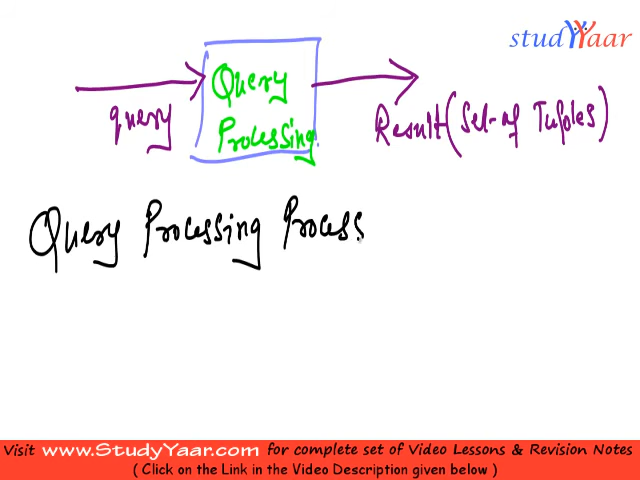 studYYaar
Query
Processing
query
Result (Set-of Tuples)
Query Processing Process
Visit www.StudyYaar.com for complete set of Video Lessons & Revision Notes
( Click on the Link in the Video Description given below )